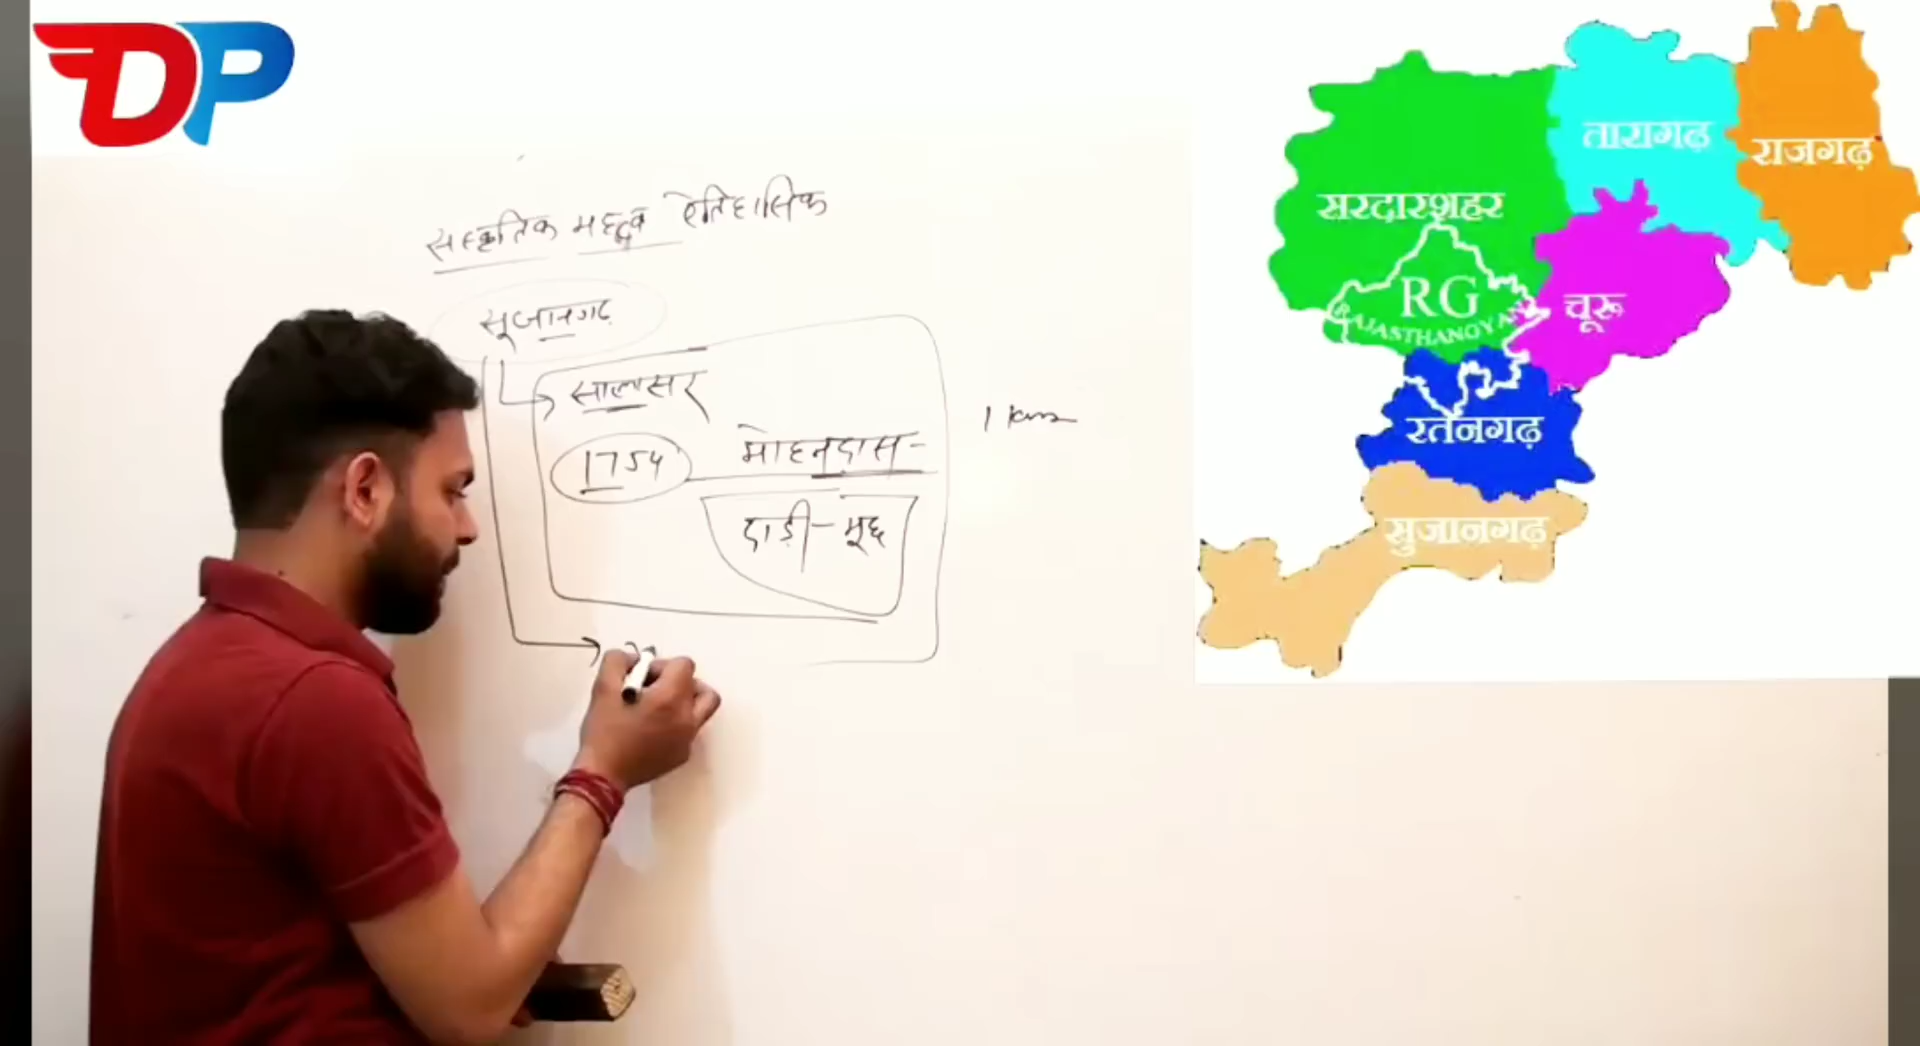 DP
सांस्कृतिक महत्व ऐतिहासिक
सूजानगढ़
सालासर
1754
मोहनदास-
1 km
दाड़ी-मूछ
तारागढ़
राजगढ़
सरदारशहर
RG
RAJASTHANGYAN
चूरू
रतनगढ़
सुजानगढ़